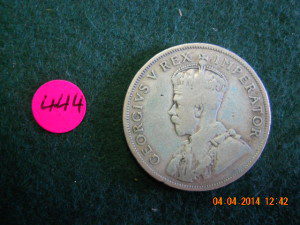 444
GEORGIVS V REX IMPERATOR
04.04.2014 12:42